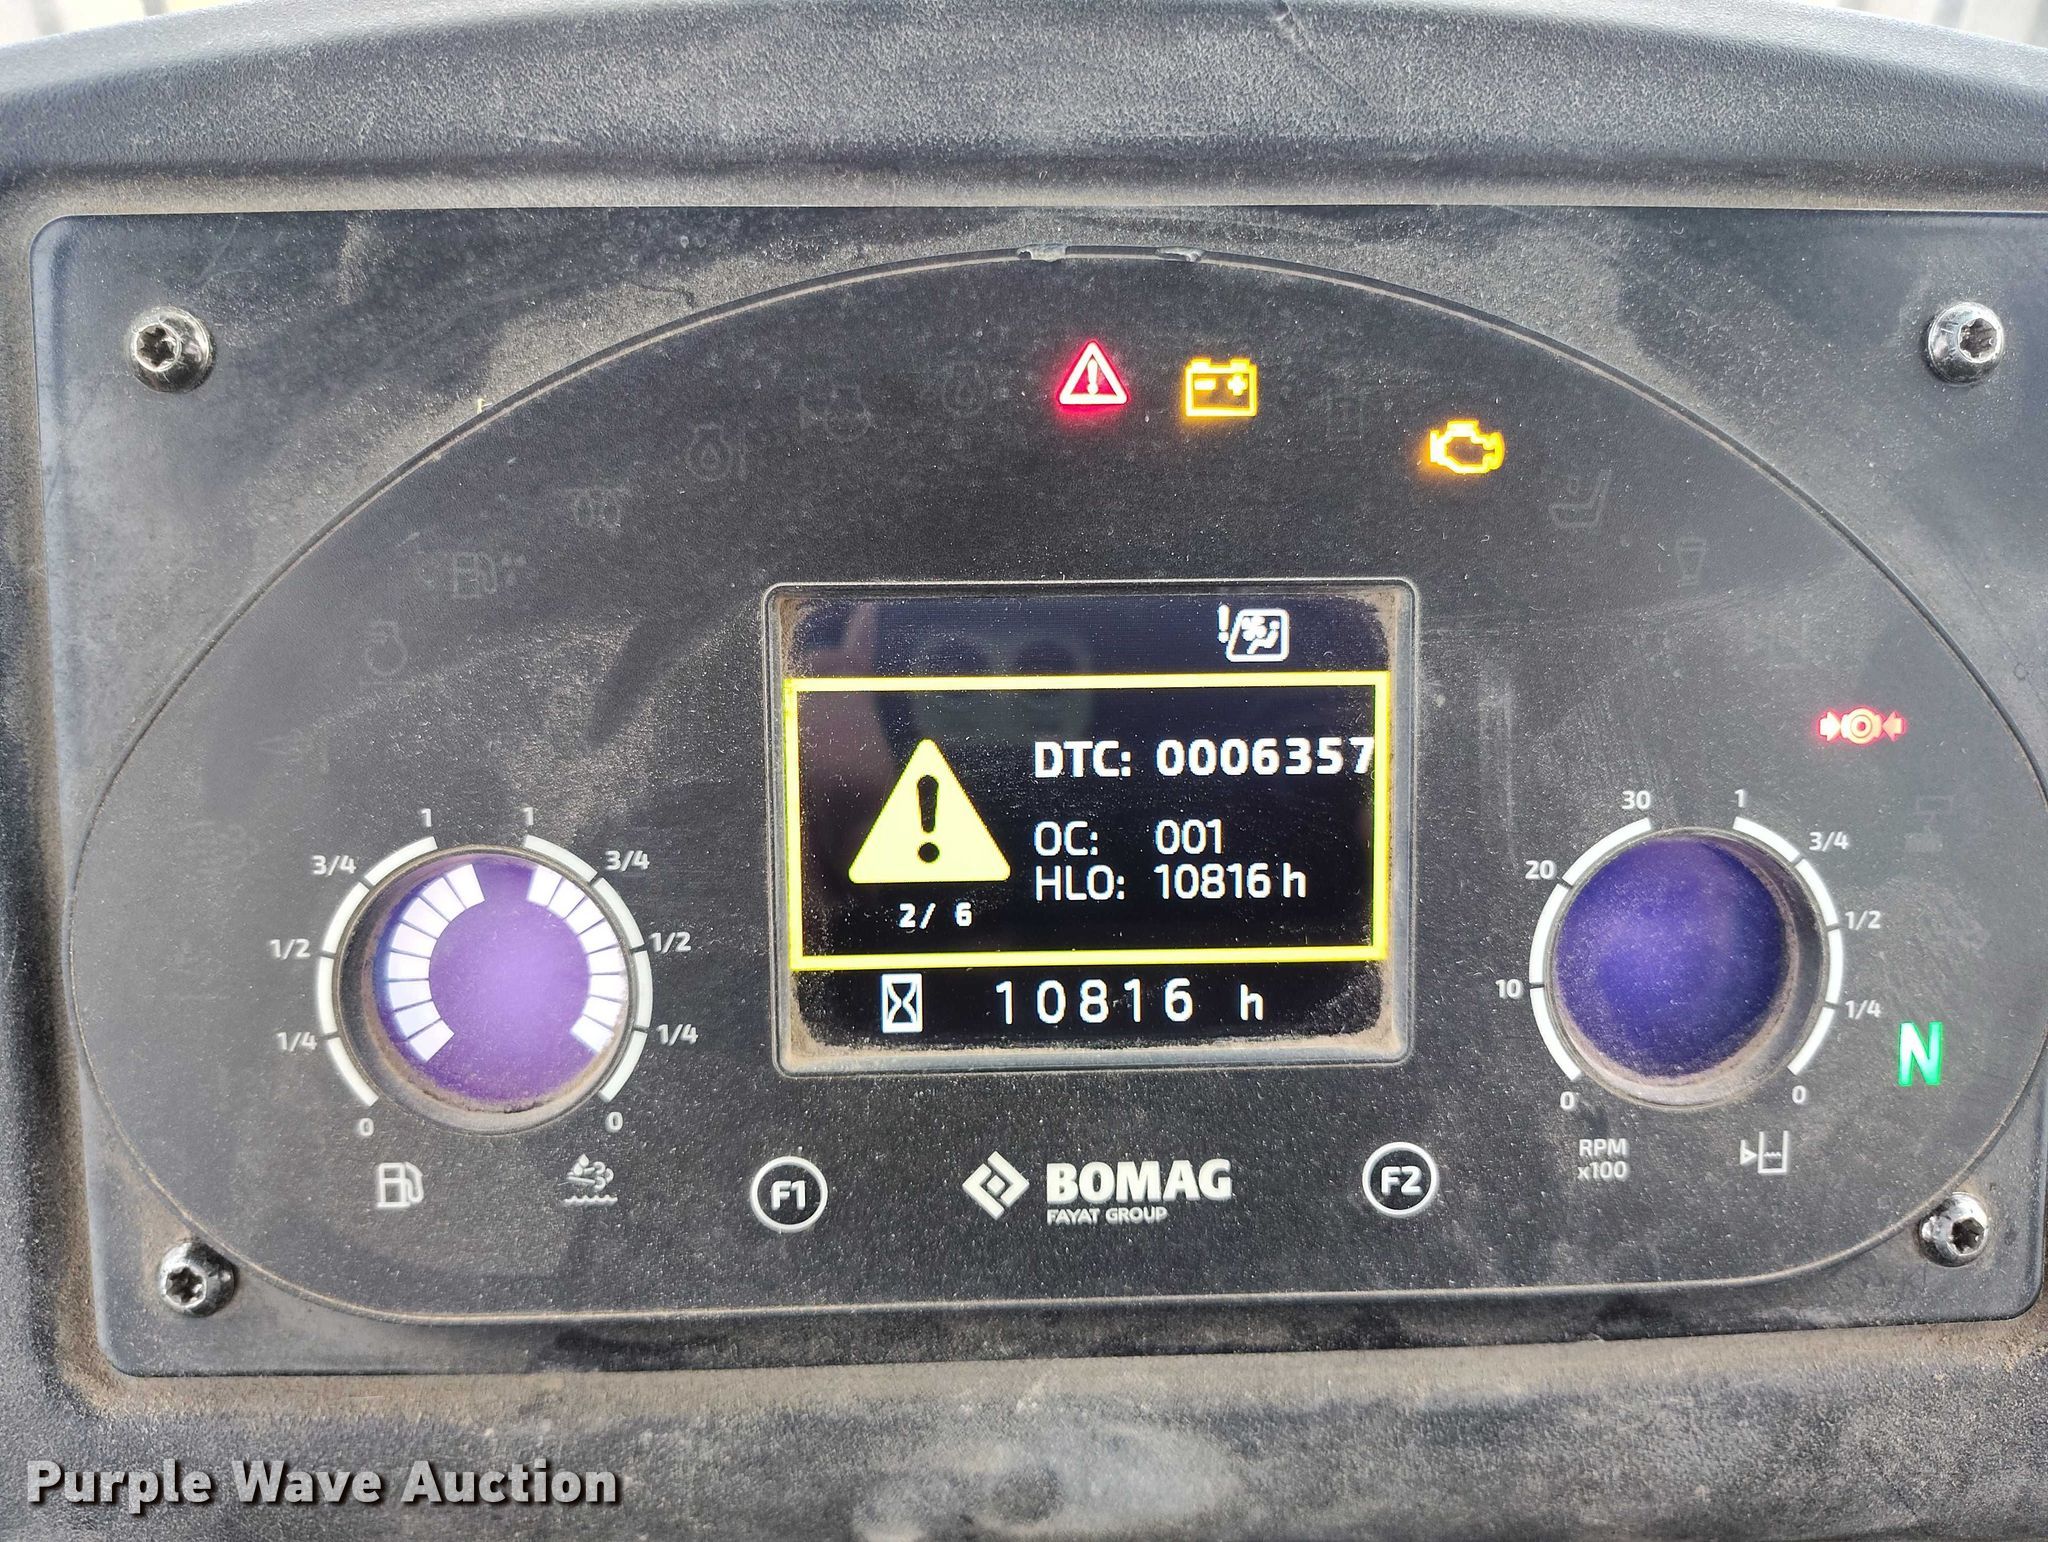 DTC: 0006357
OC: 001
HLO: 10816 h
2/ 6
10816 h
1
3/4
1/2
1/4
0
1
3/4
1/2
1/4
0
30
20
10
0
RPM
x100
1
3/4
1/2
1/4
0
N
F1
BOMAG
FAYAT GROUP
F2
Purple Wave Auction